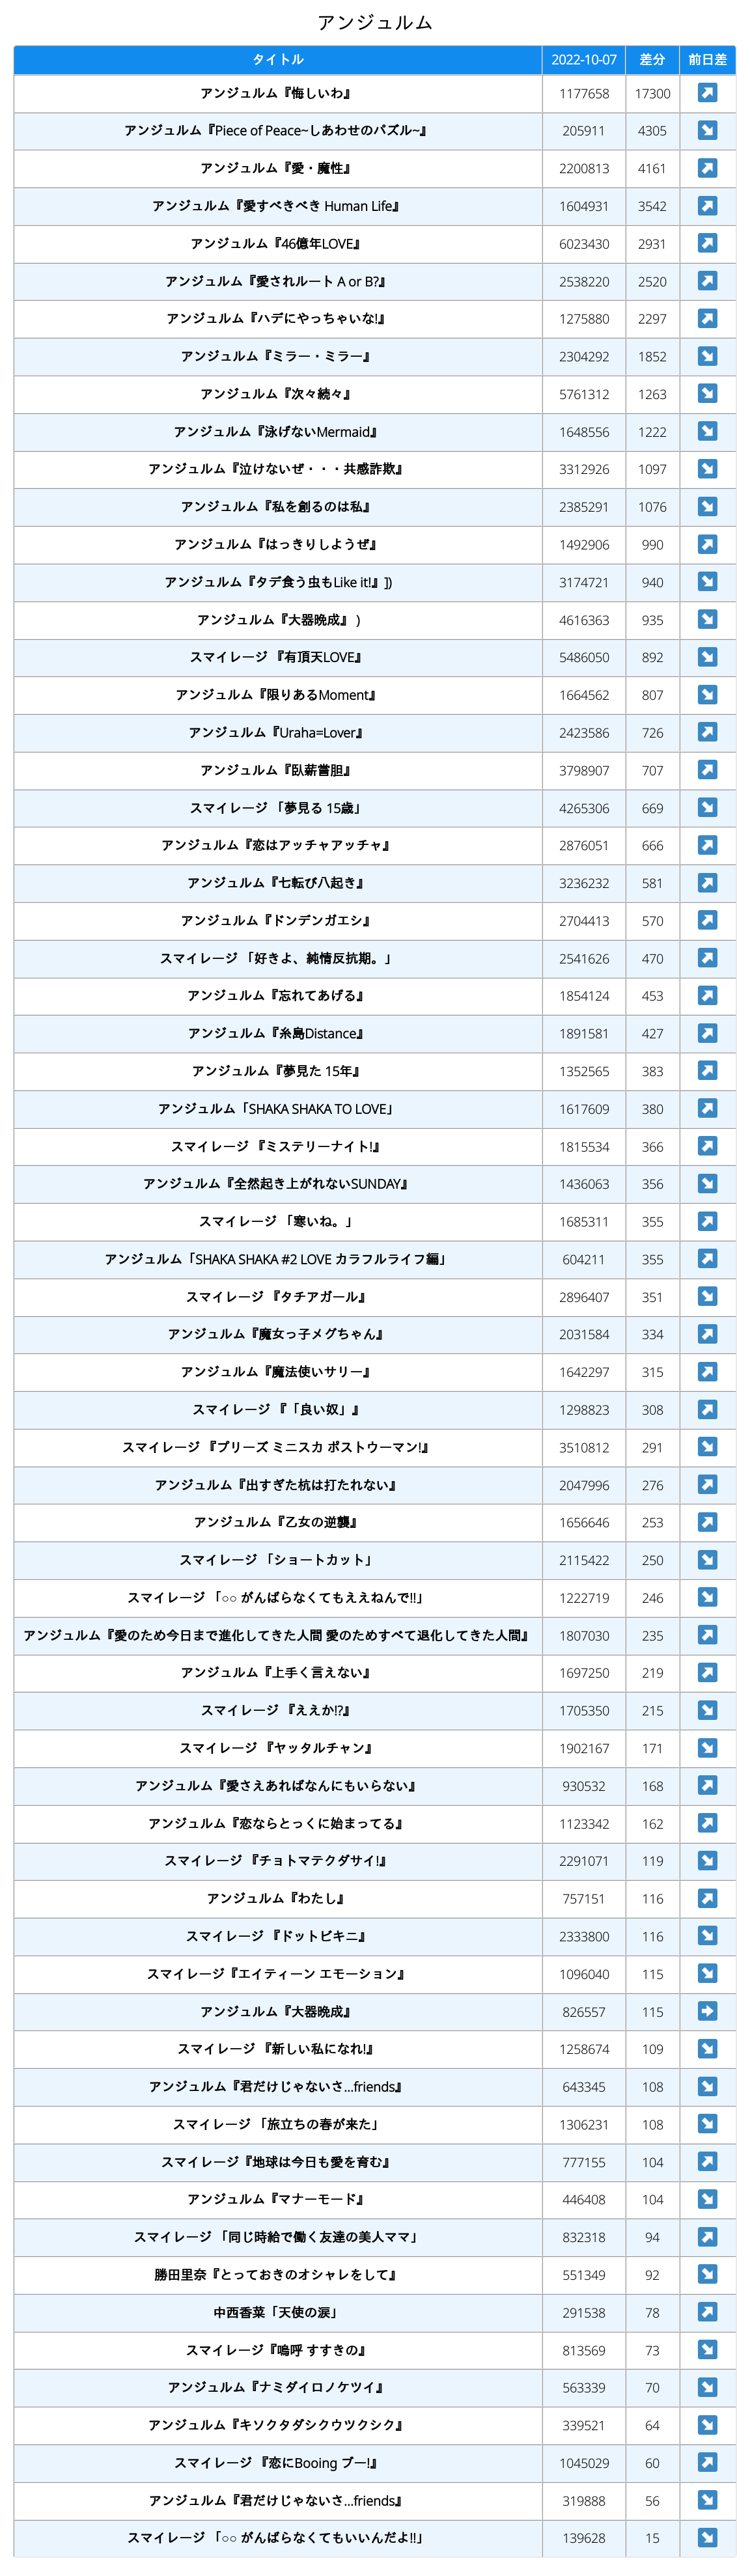 アンジュルム
タイトル 2022-10-07 差分 前日差
アンジュルム『悔しいわ』 1177658 17300
アンジュルム『Piece of Peace~しあわせのパズル~』 205911 4305
アンジュルム『愛・魔性』 2200813 4161
アンジュルム『愛すべきべき Human Life』 1604931 3542
アンジュルム『46億年LOVE』 6023430 2931
アンジュルム『愛されルート A or B?』 2538220 2520
アンジュルム『ハデにやっちゃいな!』 1275880 2297
アンジュルム『ミラー・ミラー』 2304292 1852
アンジュルム『次々続々』 5761312 1263
アンジュルム『泳げないMermaid』 1648556 1222
アンジュルム『泣けないぜ・・・共感詐欺』 3312926 1097
アンジュルム『私を創るのは私』 2385291 1076
アンジュルム『はっきりしようぜ』 1492906 990
アンジュルム『タデ食う虫もLike it!』]) 3174721 940
アンジュルム『大器晩成』 ) 4616363 935
スマイレージ 『有頂天LOVE』 5486050 892
アンジュルム『限りあるMoment』 1664562 807
アンジュルム『Uraha=Lover』 2423586 726
アンジュルム『臥薪嘗胆』 3798907 707
スマイレージ 「夢見る 15歳」 4265306 669
アンジュルム『恋はアッチャアッチャ』 2876051 666
アンジュルム『七転び八起き』 3236232 581
アンジュルム『ドンデンガエシ』 2704413 570
スマイレージ 「好きよ、純情反抗期。」 2541626 470
アンジュルム『忘れてあげる』 1854124 453
アンジュルム『糸島Distance』 1891581 427
アンジュルム『夢見た 15年』 1352565 383
アンジュルム「SHAKA SHAKA TO LOVE」 1617609 380
スマイレージ 『ミステリーナイト!』 1815534 366
アンジュルム『全然起き上がれないSUNDAY』 1436063 356
スマイレージ 「寒いね。」 1685311 355
アンジュルム「SHAKA SHAKA #2 LOVE カラフルライフ編」 604211 355
スマイレージ 『タチアガール』 2896407 351
アンジュルム『魔女っ子メグちゃん』 2031584 334
アンジュルム『魔法使いサリー』 1642297 315
スマイレージ 『「良い奴」』 1298823 308
スマイレージ 『プリーズ ミニスカ ポストウーマン!』 3510812 291
アンジュルム『出すぎた杭は打たれない』 2047996 276
アンジュルム『乙女の逆襲』 1656646 253
スマイレージ 「ショートカット」 2115422 250
スマイレージ 「○○ がんばらなくてもええねんで!!」 1222719 246
アンジュルム『愛のため今日まで進化してきた人間 愛のためすべて退化してきた人間』 1807030 235
アンジュルム『上手く言えない』 1697250 219
スマイレージ 『ええか!?』 1705350 215
スマイレージ 『ヤッタルチャン』 1902167 171
アンジュルム『愛さえあればなんにもいらない』 930532 168
アンジュルム『恋ならとっくに始まってる』 1123342 162
スマイレージ 『チョトマテクダサイ!』 2291071 119
アンジュルム『わたし』 757151 116
スマイレージ 『ドットビキニ』 2333800 116
スマイレージ『エイティーン エモーション』 1096040 115
アンジュルム『大器晩成』 826557 115
スマイレージ 『新しい私になれ!』 1258674 109
アンジュルム『君だけじゃないさ...friends』 643345 108
スマイレージ 「旅立ちの春が来た」 1306231 108
スマイレージ『地球は今日も愛を育む』 777155 104
アンジュルム『マナーモード』 446408 104
スマイレージ 「同じ時給で働く友達の美人ママ」 832318 94
勝田里奈『とっておきのオシャレをして』 551349 92
中西香菜「天使の涙」 291538 78
スマイレージ『嗚呼 すすきの』 813569 73
アンジュルム『ナミダイロノケツイ』 563339 70
アンジュルム『キソクタダシクウツクシク』 339521 64
スマイレージ 『恋にBooing ブー!』 1045029 60
アンジュルム『君だけじゃないさ...friends』 319888 56
スマイレージ 「○○ がんばらなくてもいいんだよ!!」 139628 15